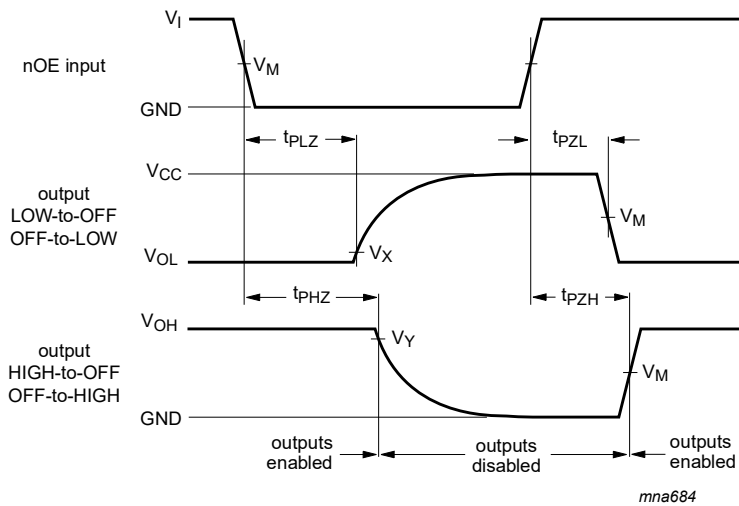 VI
nOE input
VM
GND
tPLZ
tPZL
VCC
output
LOW-to-OFF
OFF-to-LOW
VM
VX
VOL
tPHZ
tPZH
VOH
output
HIGH-to-OFF
OFF-to-HIGH
VY
VM
GND
outputs
enabled
outputs
disabled
outputs
enabled
mna684